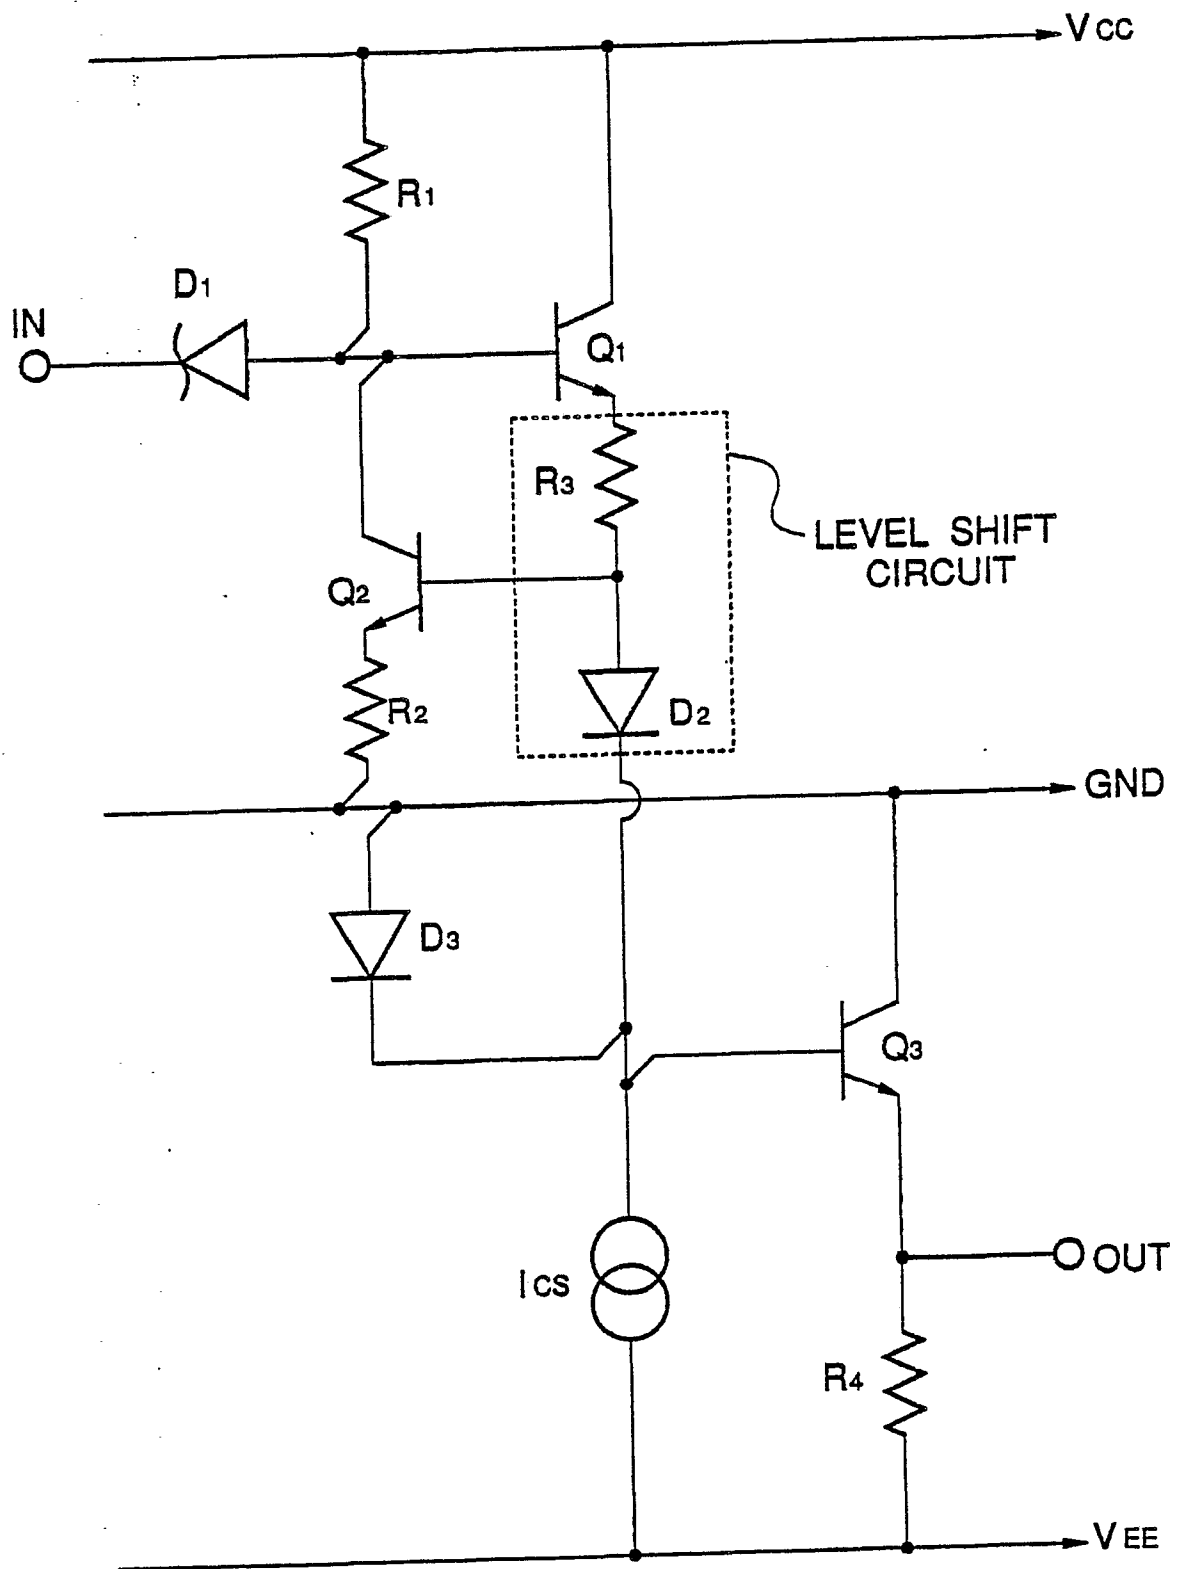 VCC
R1
D1
IN
Q1
R3
LEVEL SHIFT
CIRCUIT
Q2
R2
D2
GND
D3
Q3
ICS
OUT
R4
VEE